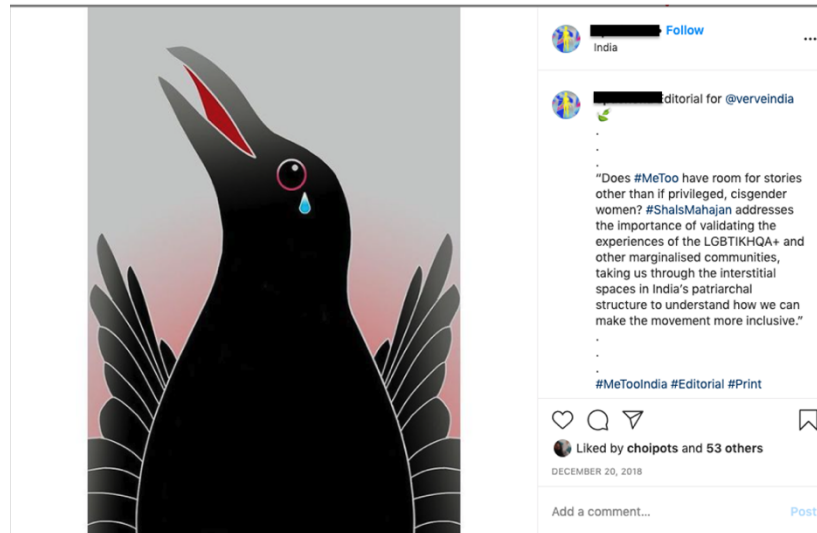 Follow
India
ditorial for @verveindia
"Does #MeToo have room for stories
other than if privileged, cisgender
women? #ShalsMahajan addresses
the importance of validating the
experiences of the LGBTIKHQA+ and
other marginalised communities,
taking us through the interstitial
spaces in India's patriarchal
structure to understand how we can
make the movement more inclusive."
#MeTooIndia #Editorial #Print
Liked by choipots and 53 others
DECEMBER 20, 2018
Add a comment...
Post